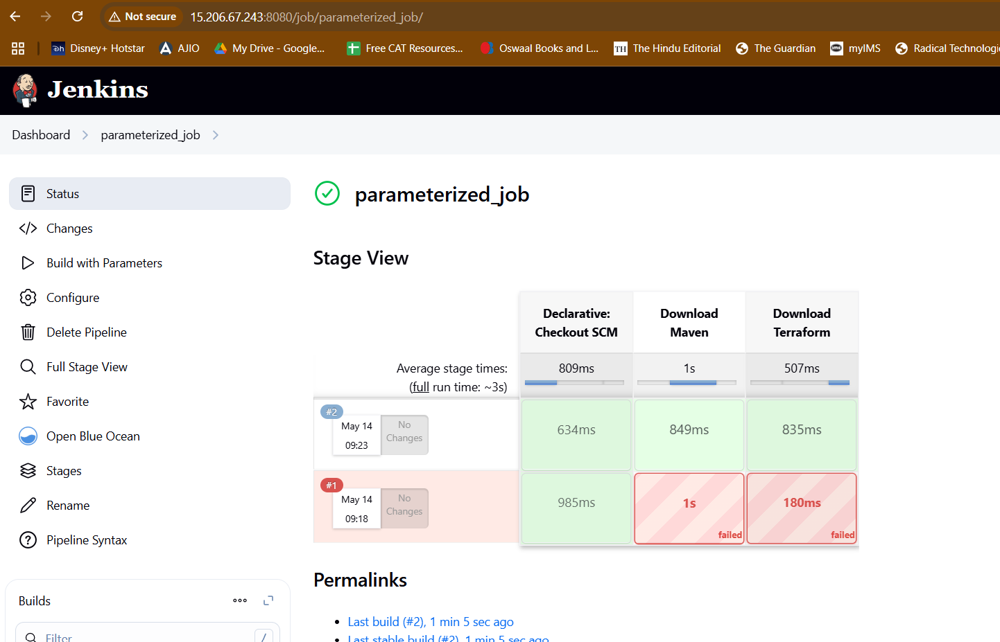 Not secure 15.206.67.243:8080/job/parameterized_job/
Disney+ Hotstar AJIO My Drive - Google... Free CAT Resources... Oswaal Books and L... TH The Hindu Editorial The Guardian myIMS Radical Technologi
Jenkins
Dashboard parameterized_job
Status
Changes
Build with Parameters
Configure
Delete Pipeline
Full Stage View
Favorite
Open Blue Ocean
Stages
Rename
Pipeline Syntax
Builds
Filter /
parameterized_job
Stage View
Declarative: Checkout SCM
Download Maven
Download Terraform
Average stage times:
(full run time: ~3s)
809ms 1s 507ms
#2
May 14
09:23
No
Changes
634ms 849ms 835ms
#1
May 14
09:18
No
Changes
985ms 1s 180ms
failed failed
Permalinks
Last build (#2), 1 min 5 sec ago
Last stable build (#2), 1 min 5 sec ago